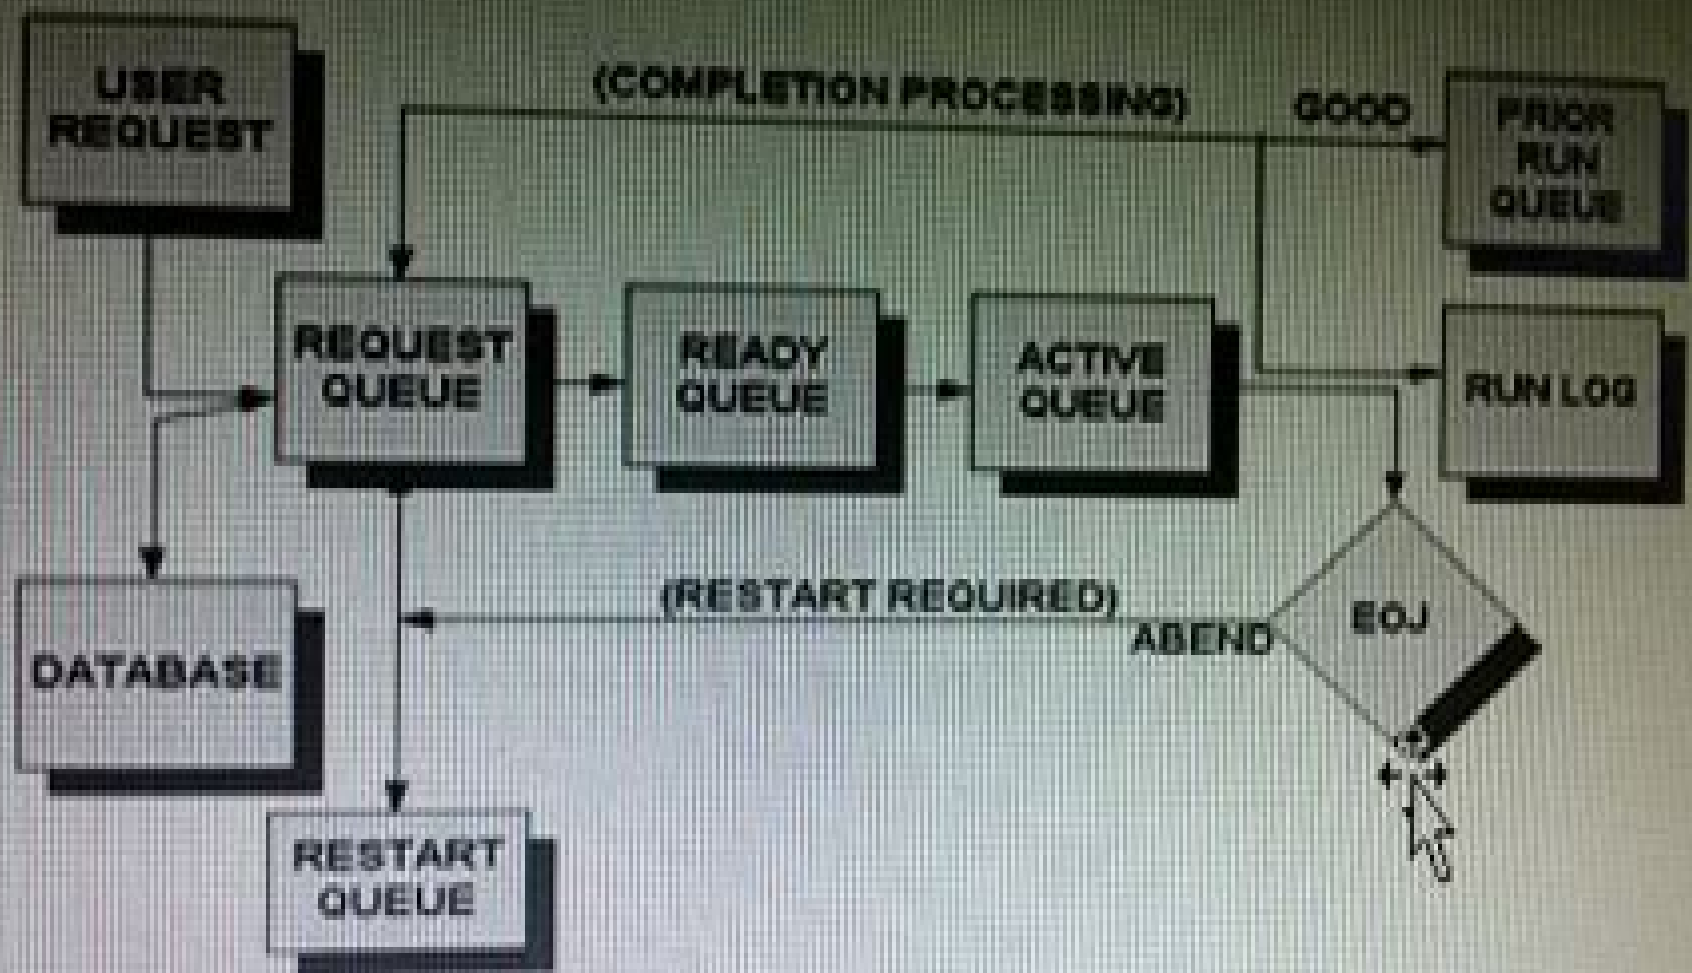 USER
REQUEST
(COMPLETION PROCESSING)
GOOD
PRIOR
RUN
QUEUE
REQUEST
QUEUE
READY
QUEUE
ACTIVE
QUEUE
RUN LOG
(RESTART REQUIRED)
ABEND
EOJ
DATABASE
RESTART
QUEUE